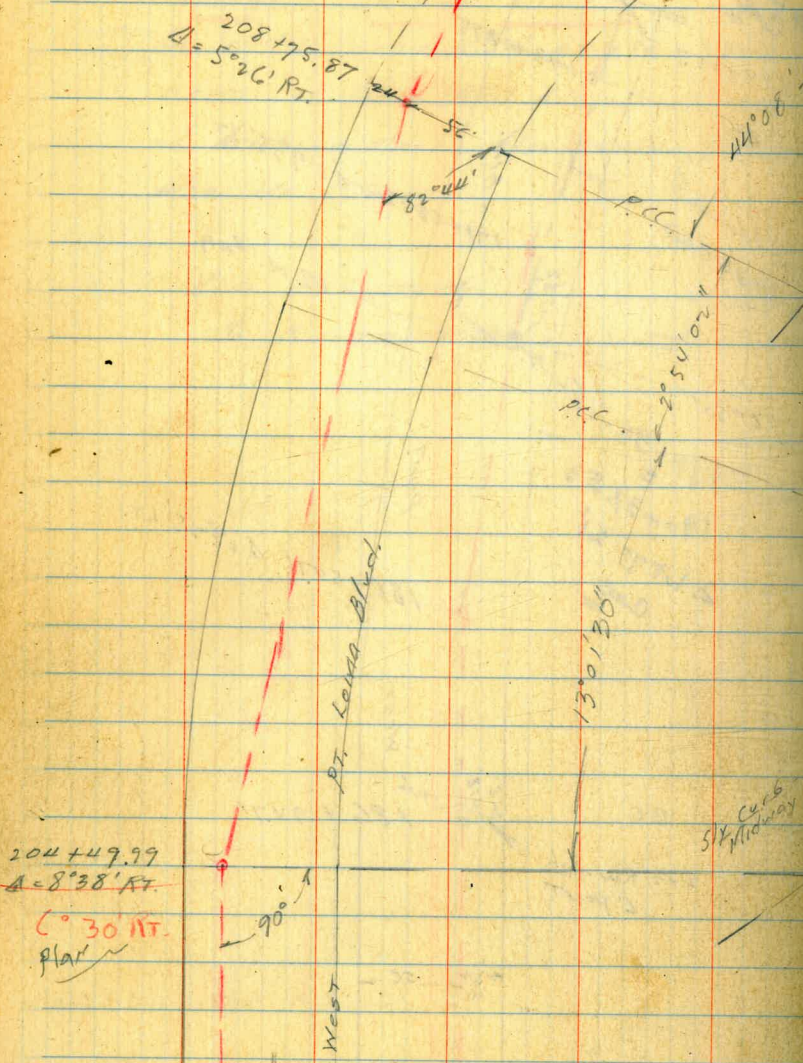 208+75.87
Δ = 5°26' RT.
24
56
82°44'
44°08'
P.C.C.
2°54'02"
P.C.C.
13°01'30"
West PT. Loma Blvd.
Sly Curb
Midway
204+49.99
Δ = 8°38' RT.
6°30' RT.
Plan
90°